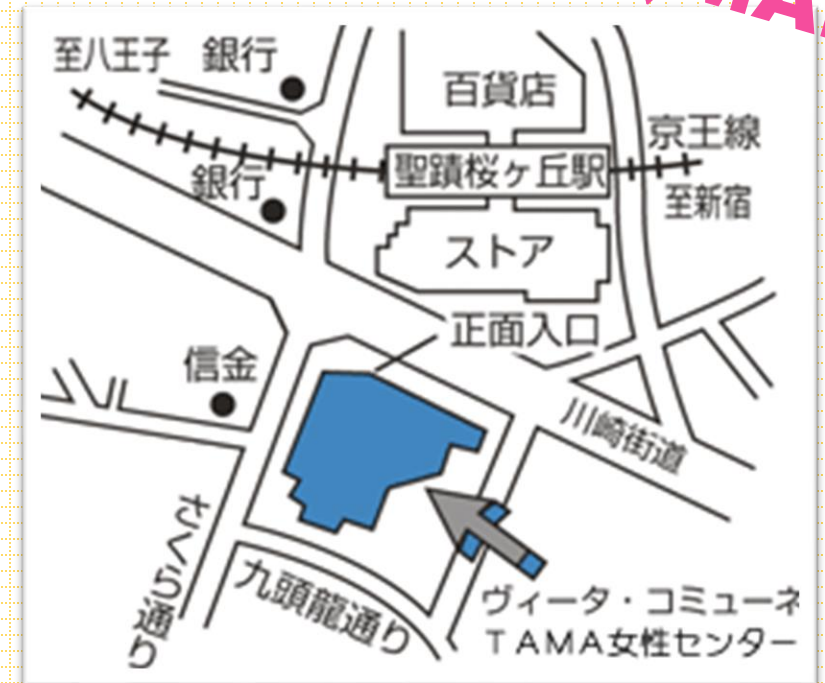 至八王子
銀行
百貨店
京王線
聖蹟桜ヶ丘駅
銀行
至新宿
ストア
正面入口
信金
川崎街道
さくら通り
九頭龍通り
ヴィータ・コミューネ
TAMA女性センター